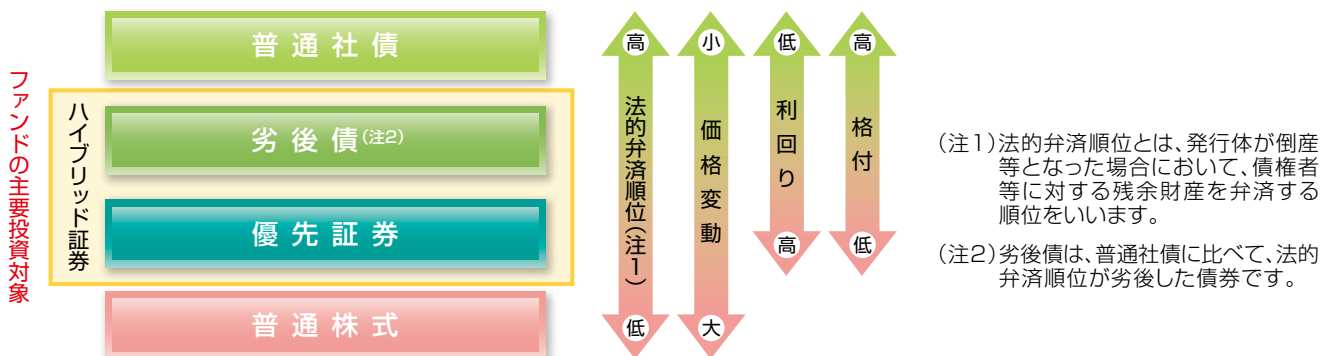 ファンドの主要投資対象
ハイブリッド証券
普通社債
劣後債(注2)
優先証券
普通株式
高
法的弁済順位(注1)
低
小
価格変動
大
低
利回り
高
高
格付
低
(注1)法的弁済順位とは、発行体が倒産
等となった場合において、債権者
等に対する残余財産を弁済する
順位をいいます。
(注2)劣後債は、普通社債に比べて、法的
弁済順位が劣後した債券です。